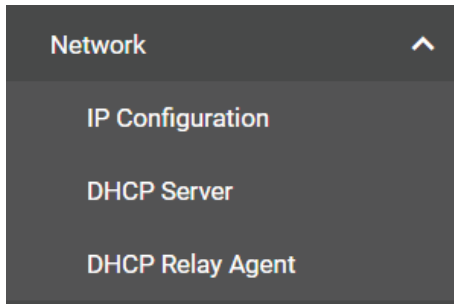 Network
IP Configuration
DHCP Server
DHCP Relay Agent